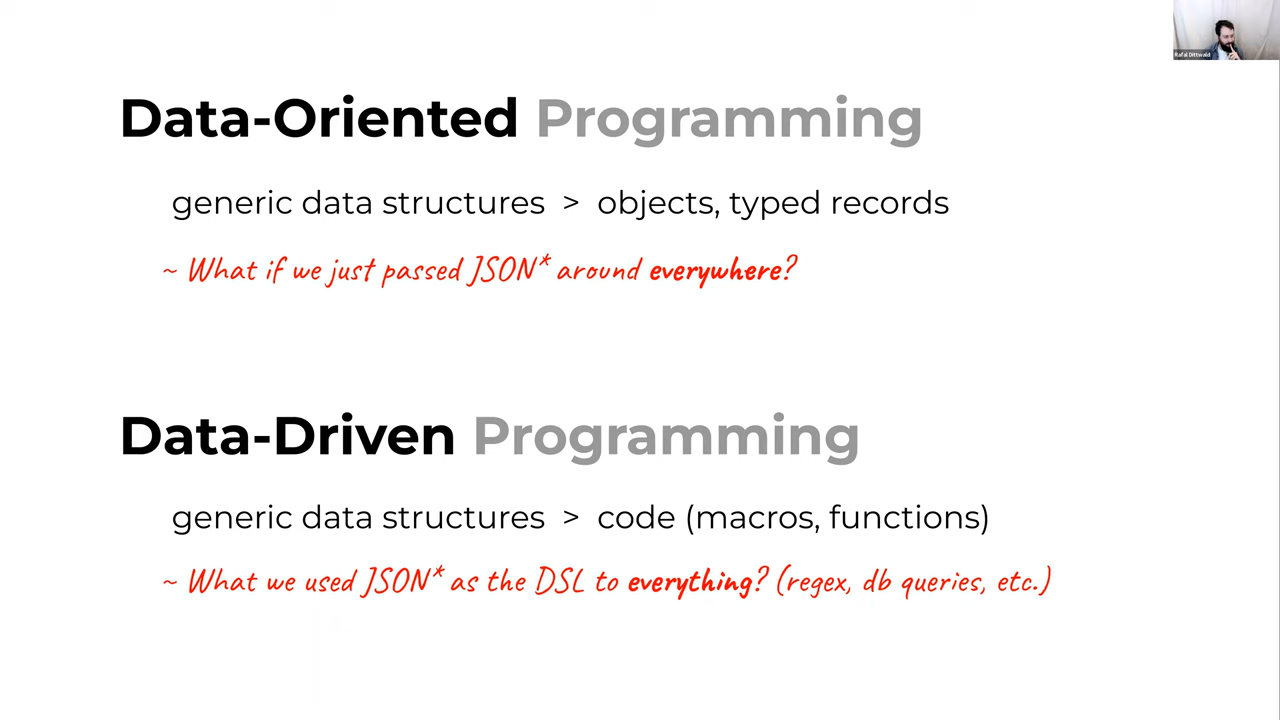 Rafal Dittwald
Data-Oriented Programming
generic data structures > objects, typed records
~ What if we just passed JSON* around everywhere?
Data-Driven Programming
generic data structures > code (macros, functions)
~ What we used JSON* as the DSL to everything? (regex, db queries, etc.)